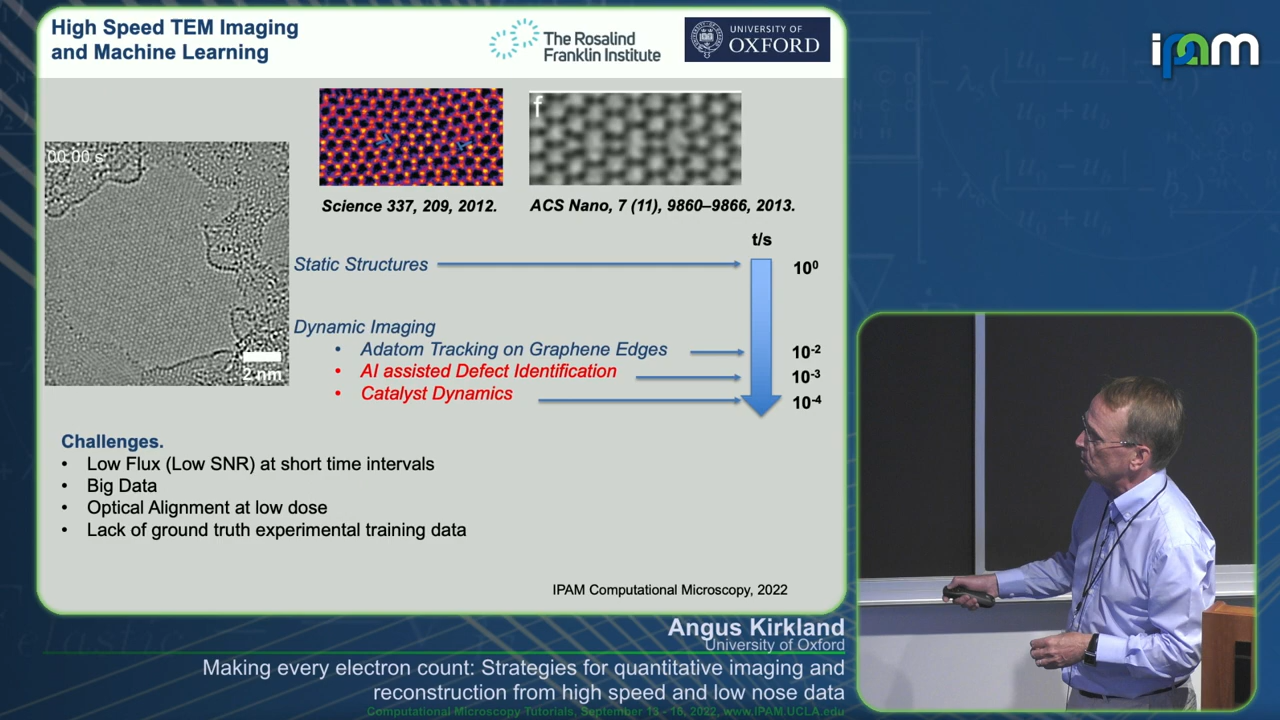 High Speed TEM Imaging
and Machine Learning
The Rosalind
Franklin Institute
UNIVERSITY OF
OXFORD
ipam
00:00 s
2 nm
f
Science 337, 209, 2012.
ACS Nano, 7 (11), 9860–9866, 2013.
t/s
Static Structures
10⁰
Dynamic Imaging
• Adatom Tracking on Graphene Edges
10⁻²
• AI assisted Defect Identification
10⁻³
• Catalyst Dynamics
10⁻⁴
Challenges.
• Low Flux (Low SNR) at short time intervals
• Big Data
• Optical Alignment at low dose
• Lack of ground truth experimental training data
IPAM Computational Microscopy, 2022
Angus Kirkland
University of Oxford
Making every electron count: Strategies for quantitative imaging and
reconstruction from high speed and low nose data
Computational Microscopy Tutorials, September 13 - 16, 2022, www.IPAM.UCLA.edu